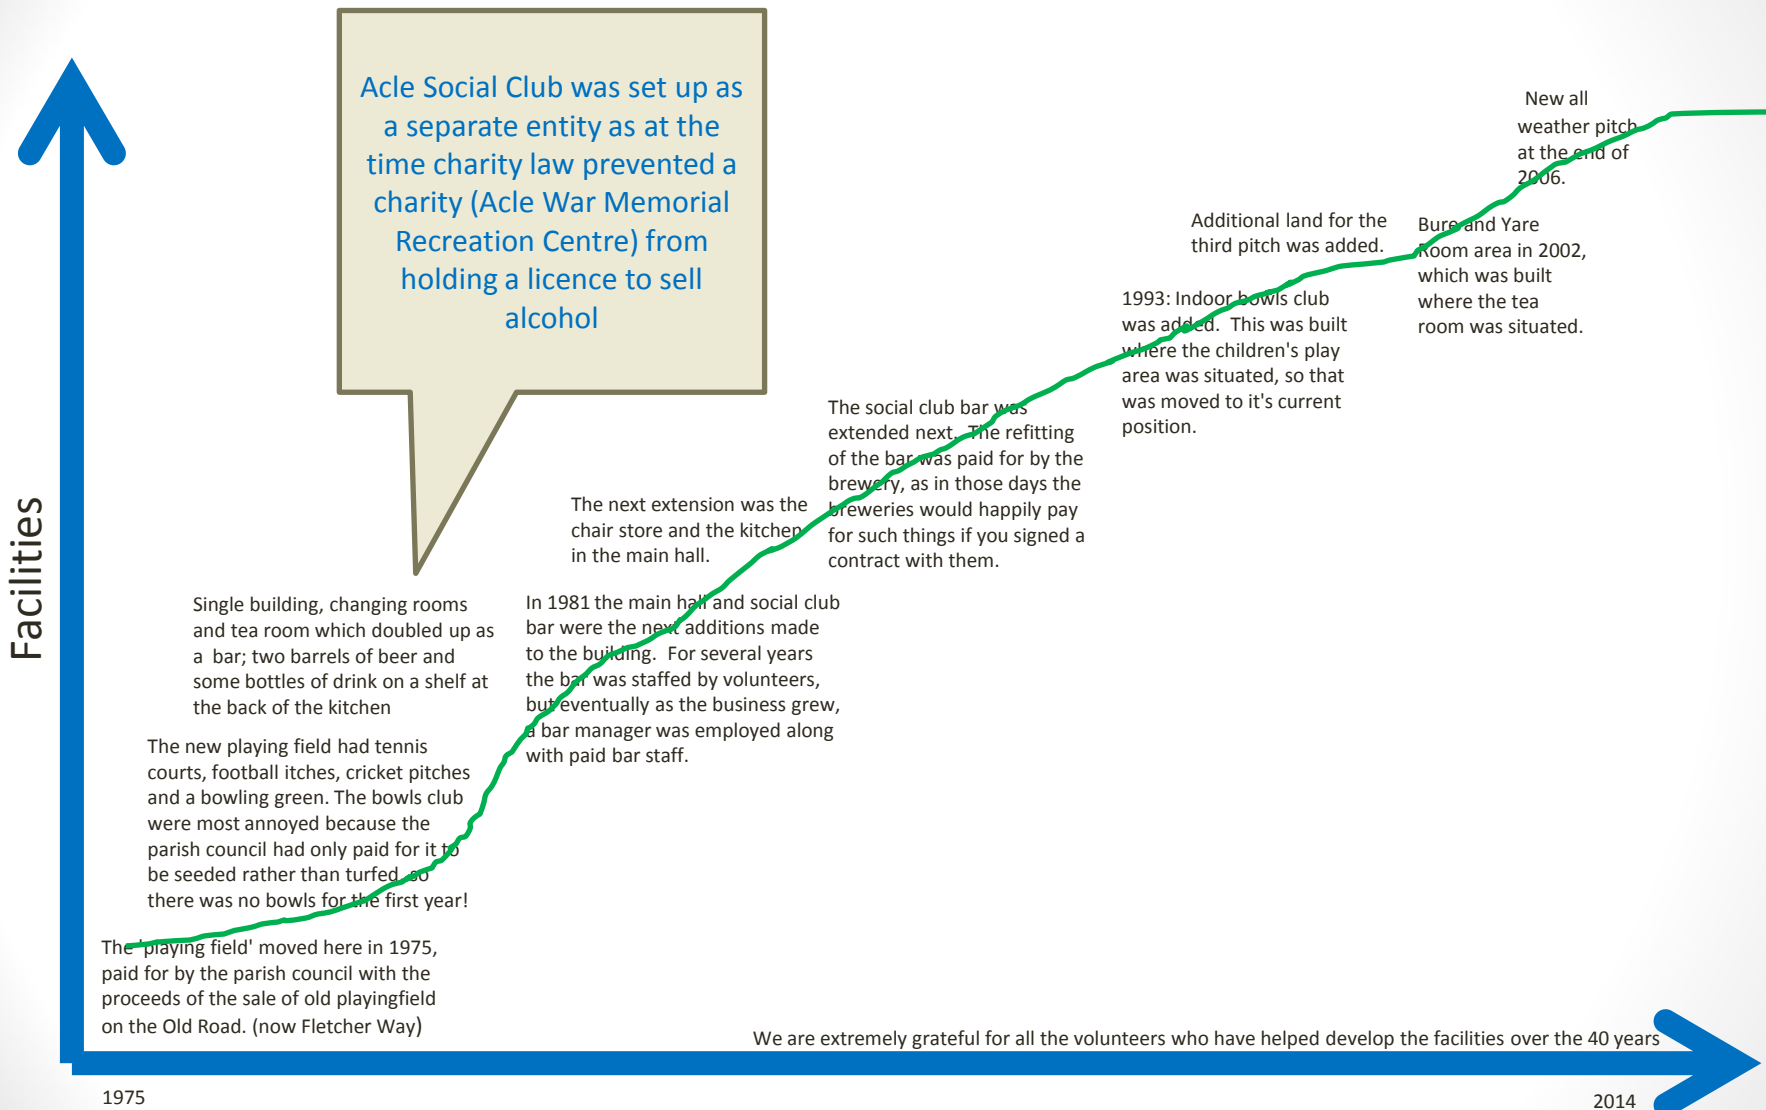 Acle Social Club was set up as
a separate entity as at the
time charity law prevented a
charity (Acle War Memorial
Recreation Centre) from
holding a licence to sell
alcohol
New all
weather pitch
at the end of
2006.
Additional land for the
third pitch was added.
Bure and Yare
Room area in 2002,
which was built
where the tea
room was situated.
1993: Indoor bowls club
was added.  This was built
where the children's play
area was situated, so that
was moved to it's current
position.
The social club bar was
extended next.  The refitting
of the bar was paid for by the
brewery, as in those days the
breweries would happily pay
for such things if you signed a
contract with them.
The next extension was the
chair store and the kitchen
in the main hall.
In 1981 the main hall and social club
bar were the next additions made
to the building.  For several years
the bar was staffed by volunteers,
but eventually as the business grew,
a bar manager was employed along
with paid bar staff.
Single building, changing rooms
and tea room which doubled up as
a  bar; two barrels of beer and
some bottles of drink on a shelf at
the back of the kitchen
The new playing field had tennis
courts, football itches, cricket pitches
and a bowling green. The bowls club
were most annoyed because the
parish council had only paid for it to
be seeded rather than turfed, so
there was no bowls for the first year!
The 'playing field' moved here in 1975,
paid for by the parish council with the
proceeds of the sale of old playingfield
on the Old Road. (now Fletcher Way)
Facilities
We are extremely grateful for all the volunteers who have helped develop the facilities over the 40 years
1975
2014